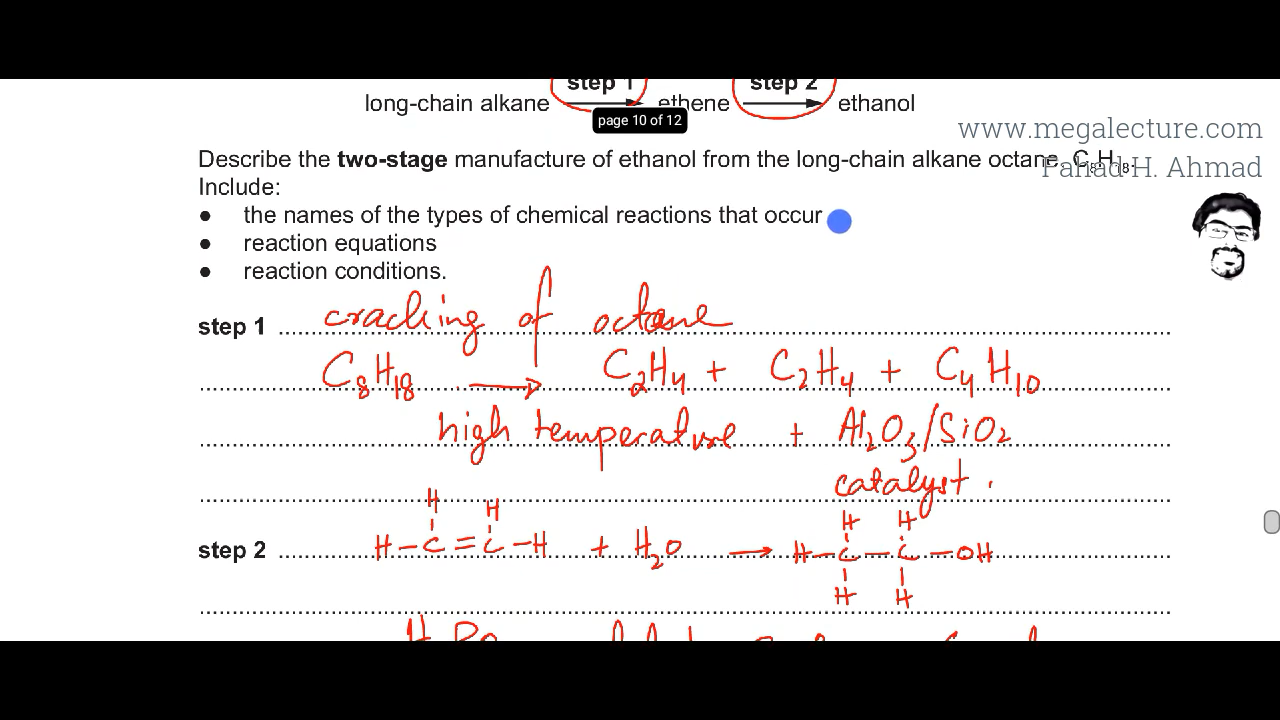 step 1 step 2
long-chain alkane ethene ethanol
page 10 of 12
www.megalecture.com
Fahad H. Ahmad
Describe the two-stage manufacture of ethanol from the long-chain alkane octane, C8H18.
Include:
● the names of the types of chemical reactions that occur
● reaction equations
● reaction conditions.
step 1 cracking of octane
C8H18 → C2H4 + C2H4 + C4H10
high temperature + Al2O3/SiO2
catalyst.
H H H H
step 2 H-C=C-H + H2O → H-C-C-OH
H H